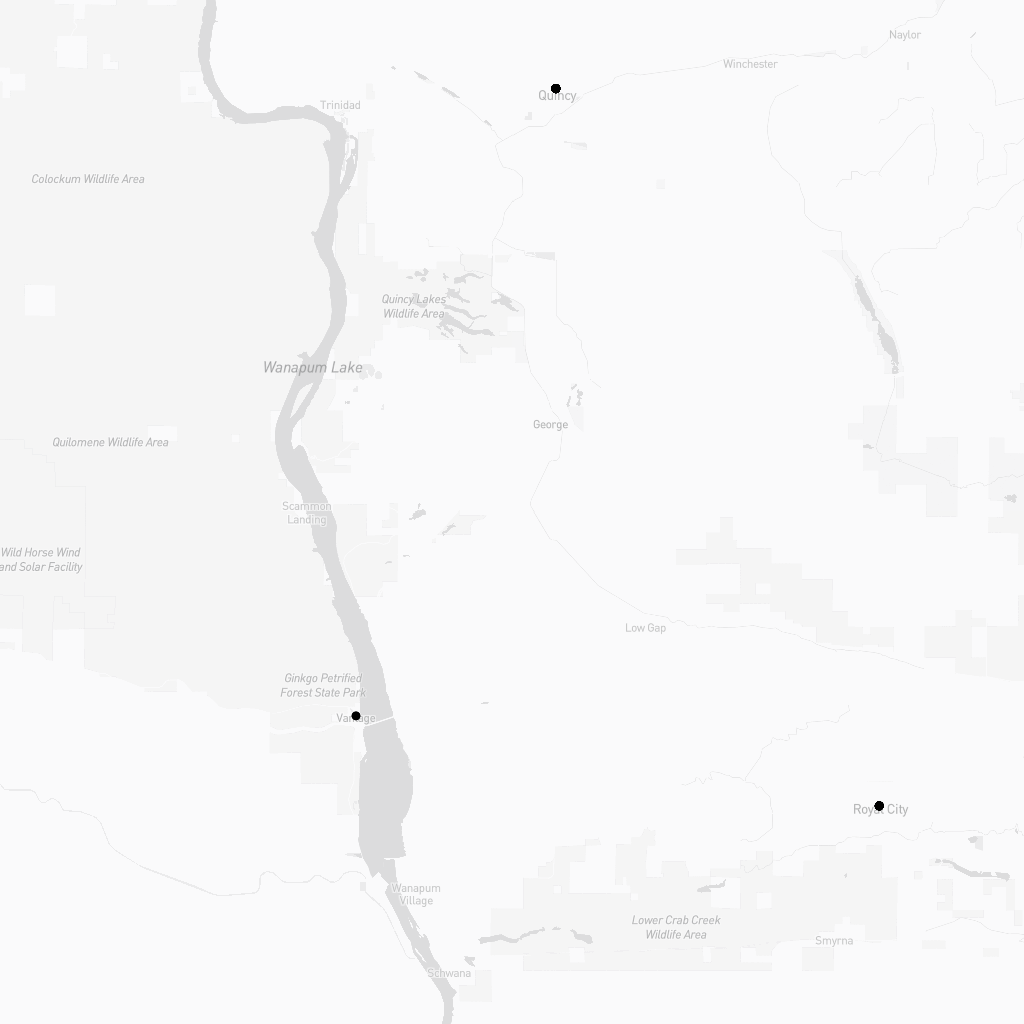 Naylor
Winchester
Quincy
Trinidad
Colockum Wildlife Area
Quincy Lakes
Wildlife Area
Wanapum Lake
George
Quilomene Wildlife Area
Scammon
Landing
Wild Horse Wind
and Solar Facility
Low Gap
Ginkgo Petrified
Forest State Park
Vantage
Royal City
Wanapum
Village
Lower Crab Creek
Wildlife Area
Smyrna
Schwana